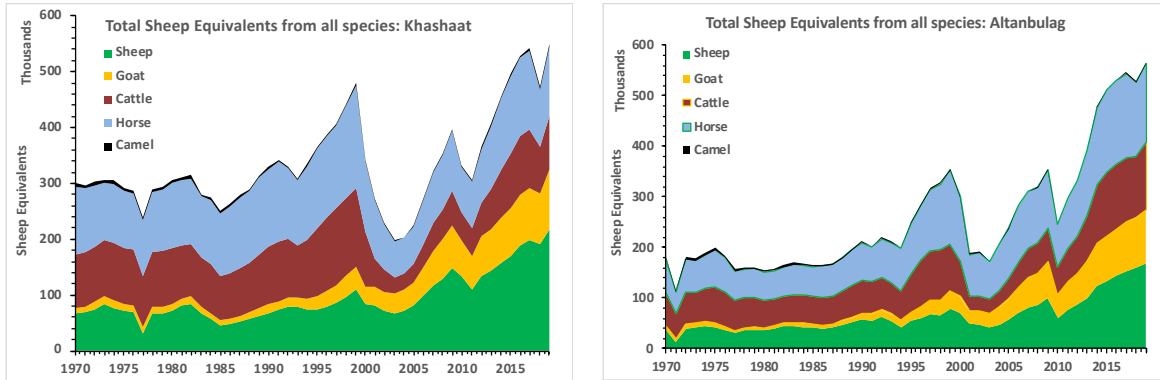 Total Sheep Equivalents from all species: Khashaat
Thousands
Sheep Equivalents
600
500
400
300
200
100
0
Sheep
Goat
Cattle
Horse
Camel
1970 1975 1980 1985 1990 1995 2000 2005 2010 2015
Total Sheep Equivalents from all species: Altanbulag
Thousands
Sheep Equivalents
600
500
400
300
200
100
0
Sheep
Goat
Cattle
Horse
Camel
1970 1975 1980 1985 1990 1995 2000 2005 2010 2015